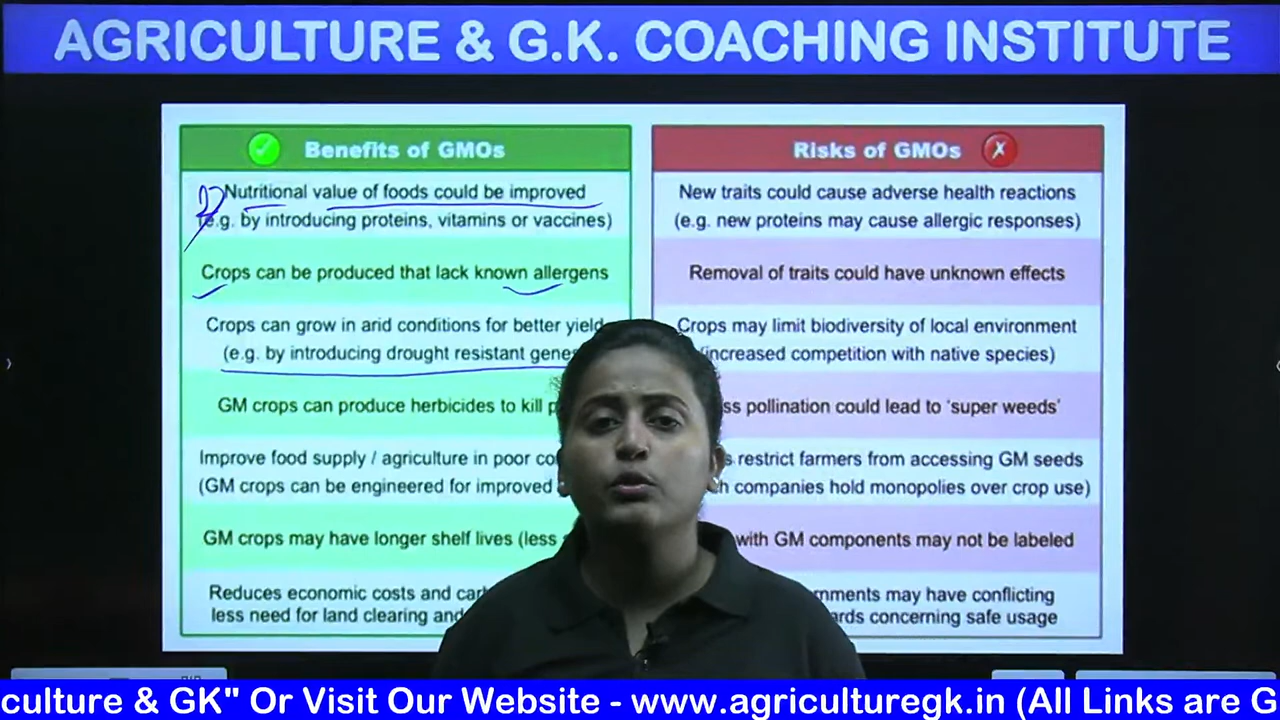 AGRICULTURE & G.K. COACHING INSTITUTE
Benefits of GMOs
Nutritional value of foods could be improved
(e.g. by introducing proteins, vitamins or vaccines)
Crops can be produced that lack known allergens
Crops can grow in arid conditions for better yield
(e.g. by introducing drought resistant
GM crops can produce herbicides to kill
Improve food supply / agriculture in poor
(GM crops can be engineered for improved
GM crops may have longer shelf lives (less
Reduces economic costs and
less need for land clearing and
Risks of GMOs
New traits could cause adverse health reactions
(e.g. new proteins may cause allergic responses)
Removal of traits could have unknown effects
Crops may limit biodiversity of local environment
(increased competition with native species)
pollination could lead to ‘super weeds’
restrict farmers from accessing GM seeds
companies hold monopolies over crop use)
with GM components may not be labeled
may have conflicting
concerning safe usage
culture & GK" Or Visit Our Website - www.agriculturegk.in (All Links are G